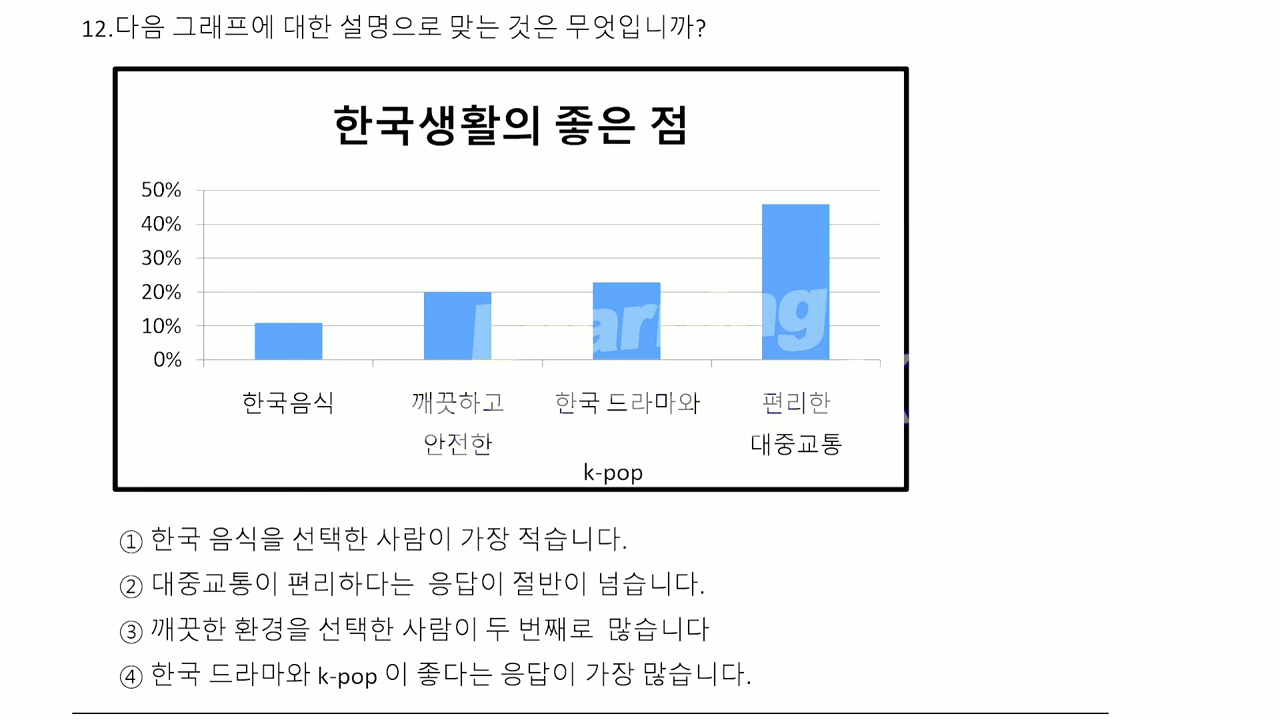 12.다음 그래프에 대한 설명으로 맞는 것은 무엇입니까?
한국생활의 좋은 점
50%
40%
30%
20%
10%
0%
한국음식 깨끗하고 한국 드라마와 편리한
안전한 대중교통
k-pop
① 한국 음식을 선택한 사람이 가장 적습니다.
② 대중교통이 편리하다는 응답이 절반이 넘습니다.
③ 깨끗한 환경을 선택한 사람이 두 번째로 많습니다
④ 한국 드라마와 k-pop 이 좋다는 응답이 가장 많습니다.